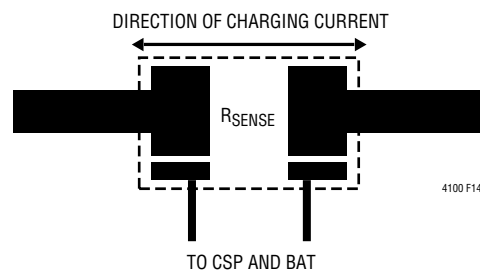 DIRECTION OF CHARGING CURRENT
RSENSE
4100 F14
TO CSP AND BAT